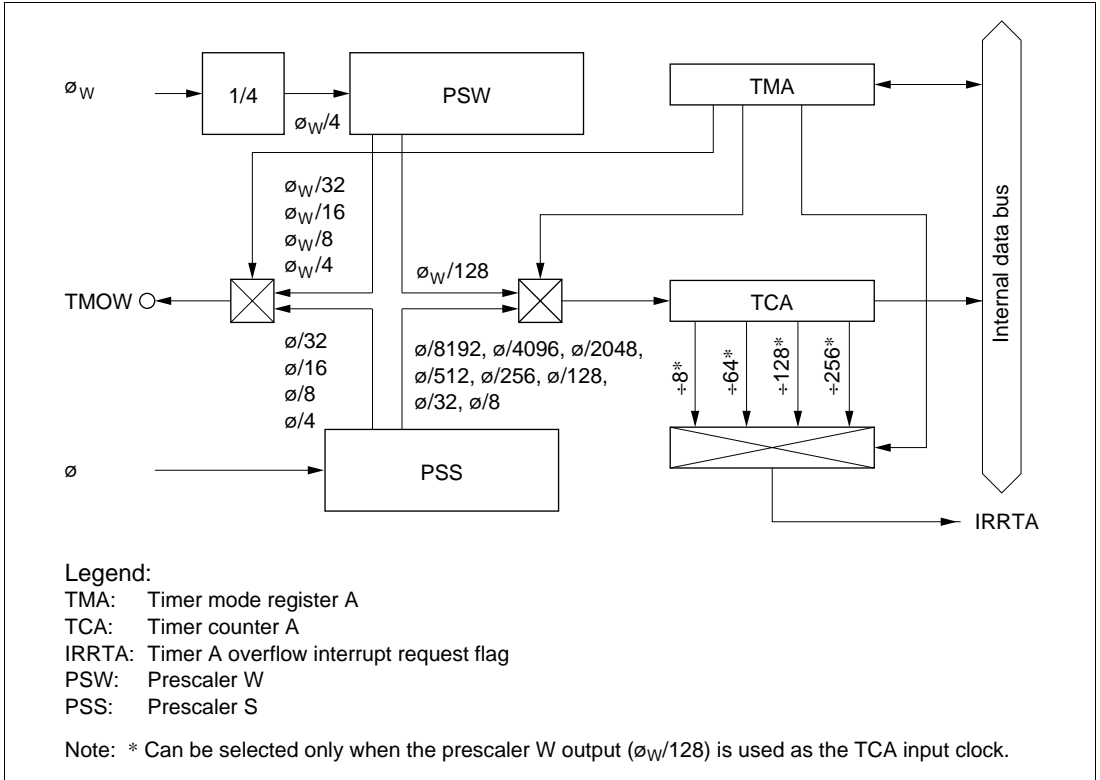 øW
1/4
øW/4
PSW
TMA
Internal data bus
øW/32
øW/16
øW/8
øW/4
øW/128
TMOW
TCA
ø/32
ø/16
ø/8
ø/4
ø/8192, ø/4096, ø/2048,
ø/512, ø/256, ø/128,
ø/32, ø/8
÷8*
÷64*
÷128*
÷256*
ø
PSS
IRRTA
Legend:
TMA: Timer mode register A
TCA: Timer counter A
IRRTA: Timer A overflow interrupt request flag
PSW: Prescaler W
PSS: Prescaler S
Note: * Can be selected only when the prescaler W output (øW/128) is used as the TCA input clock.